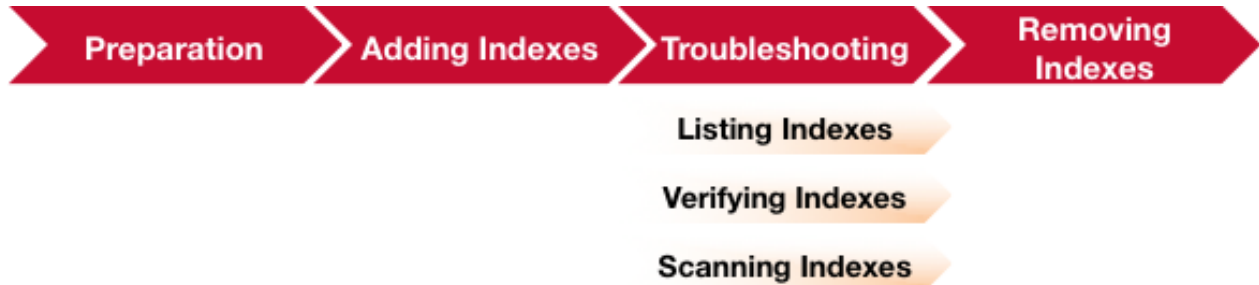 Preparation
Adding Indexes
Troubleshooting
Removing
Indexes
Listing Indexes
Verifying Indexes
Scanning Indexes